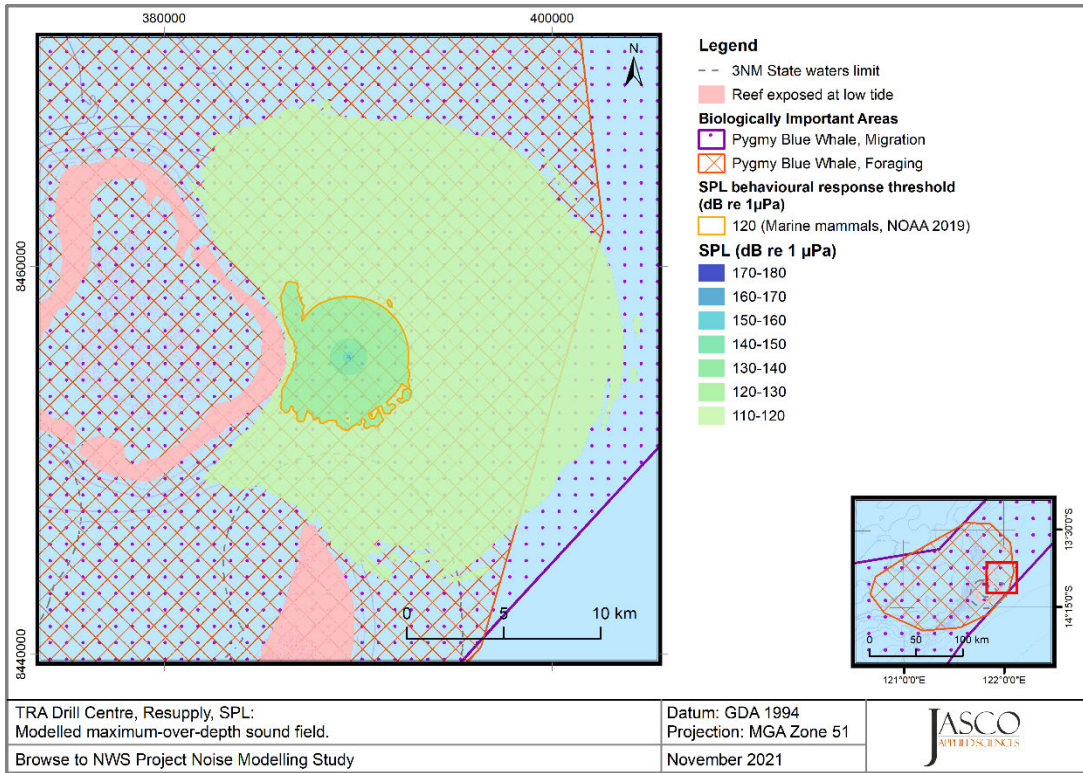 380000
400000
8460000
8440000
N
0 5 10 km
Legend
3NM State waters limit
Reef exposed at low tide
Biologically Important Areas
Pygmy Blue Whale, Migration
Pygmy Blue Whale, Foraging
SPL behavioural response threshold
(dB re 1µPa)
120 (Marine mammals, NOAA 2019)
SPL (dB re 1 µPa)
170-180
160-170
150-160
140-150
130-140
120-130
110-120
13°30'0"S
14°15'0"S
0 50 100 km
121°0'0"E
122°0'0"E
TRA Drill Centre, Resupply, SPL:
Modelled maximum-over-depth sound field.
Browse to NWS Project Noise Modelling Study
Datum: GDA 1994
Projection: MGA Zone 51
November 2021
JASCO
APPLIED SCIENCES